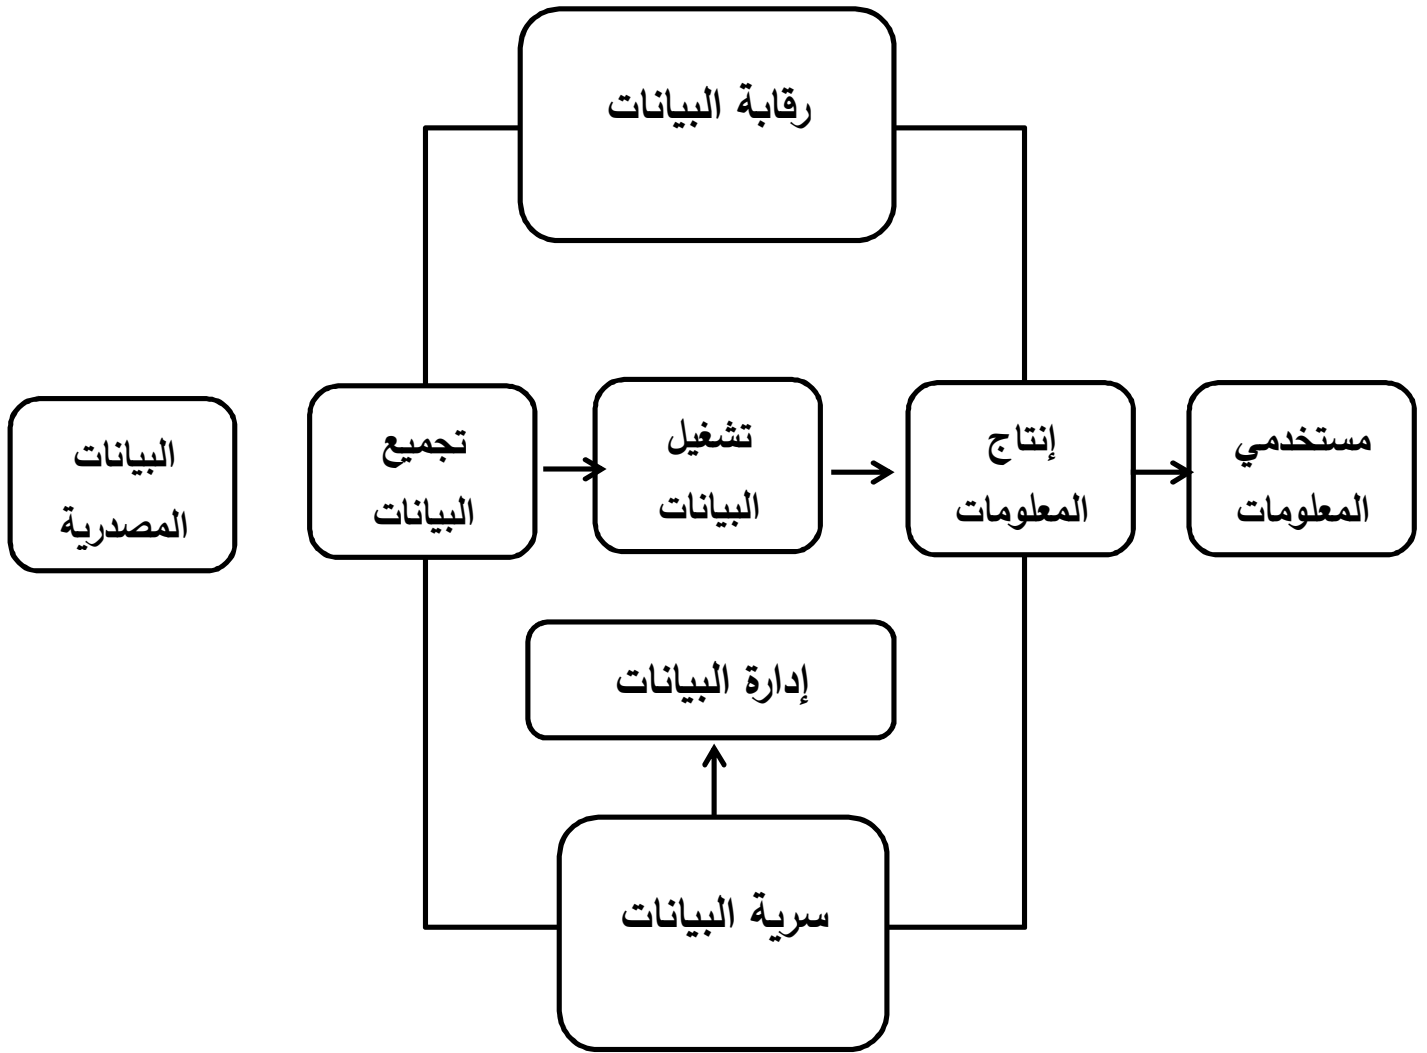 رقابة البيانات
البيانات
المصدرية
تجميع
البيانات
تشغيل
البيانات
إنتاج
المعلومات
مستخدمي
المعلومات
إدارة البيانات
سرية البيانات